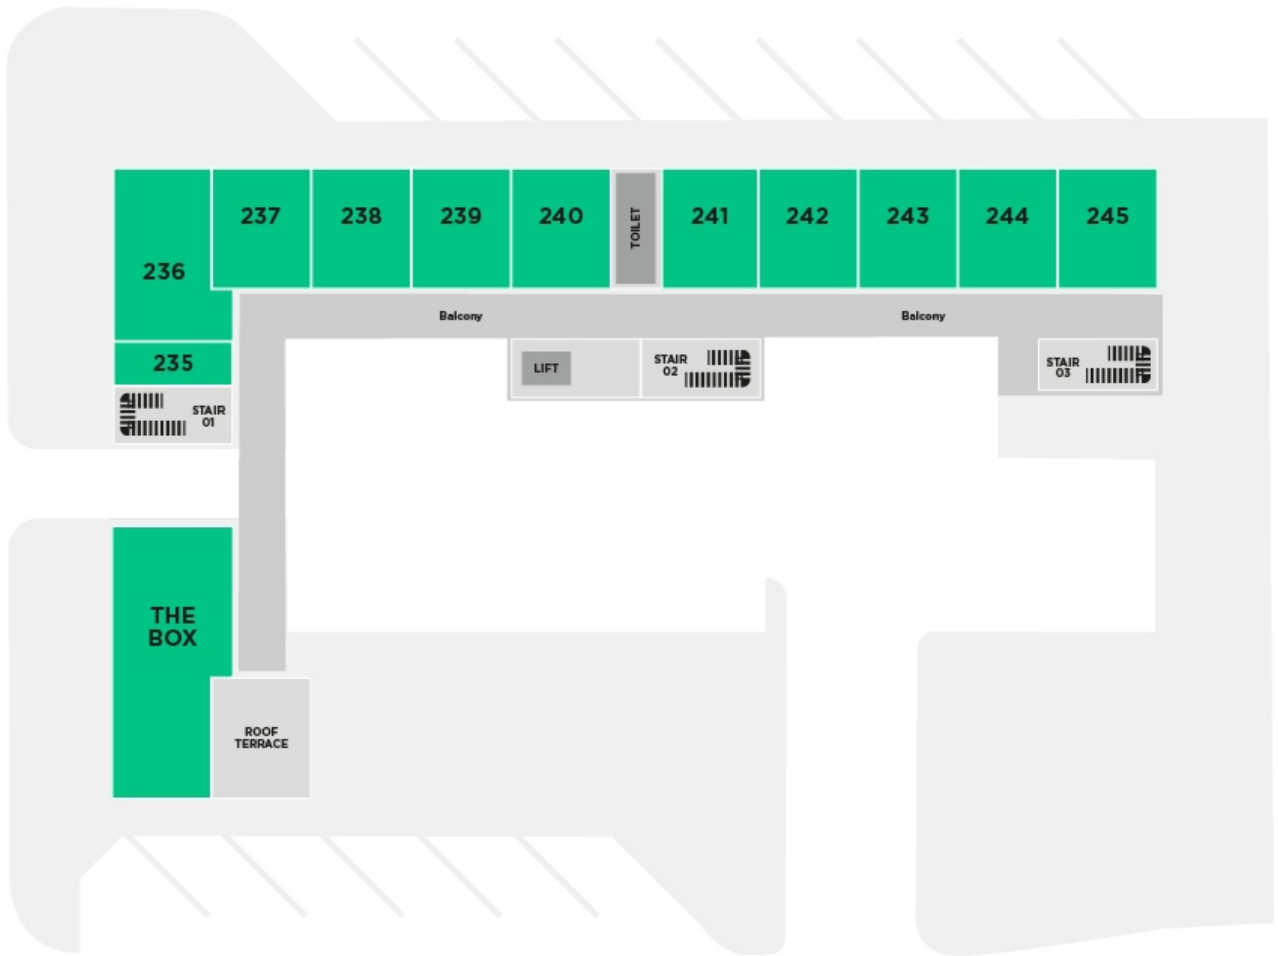 237
238
239
240
TOILET
241
242
243
244
245
236
Balcony
Balcony
235
LIFT
STAIR
02
STAIR
03
STAIR
01
THE
BOX
ROOF
TERRACE